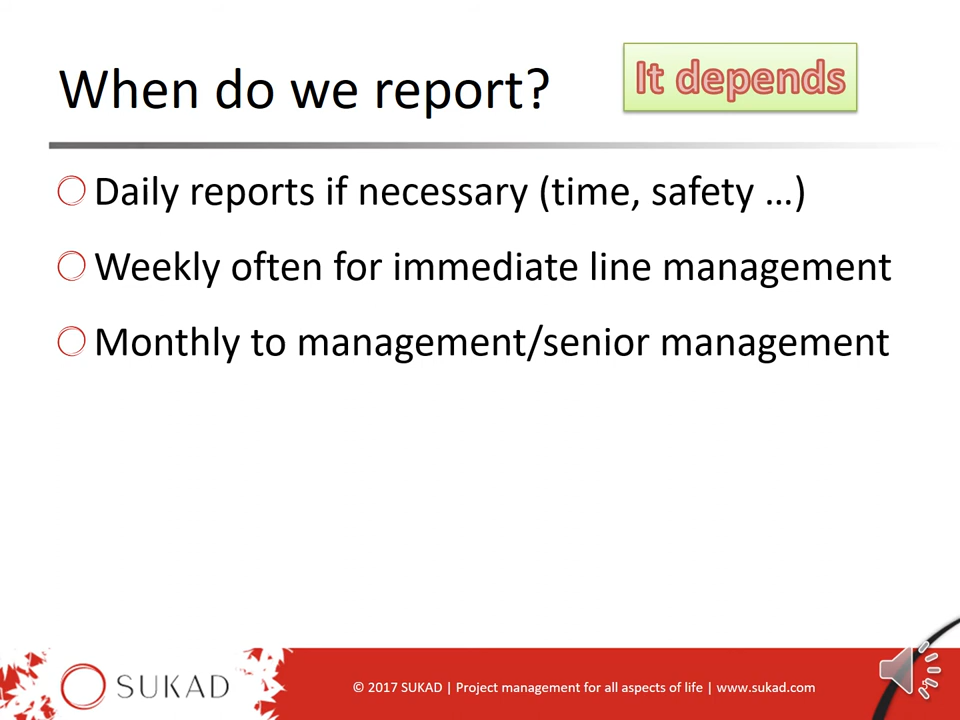 When do we report?
It depends
Daily reports if necessary (time, safety …)
Weekly often for immediate line management
Monthly to management/senior management
SUKAD
© 2017 SUKAD | Project management for all aspects of life | www.sukad.com